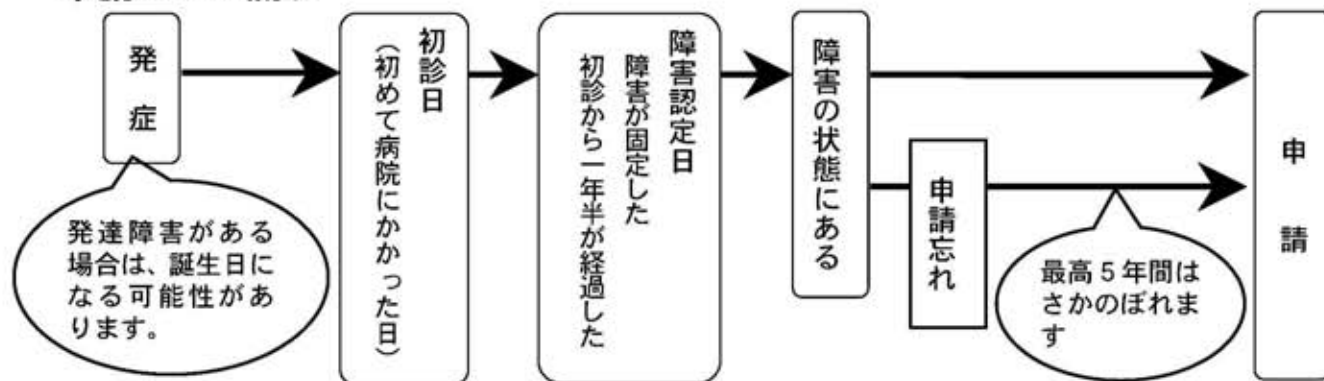 発症
発達障害がある
場合は、誕生日に
なる可能性があ
ります。
初診日
（初めて病院にかかった日）
障害認定日
障害が固定した
初診から一年半が経過した
障害の状態にある
申請忘れ
最高5年間は
さかのぼれま
す
申請